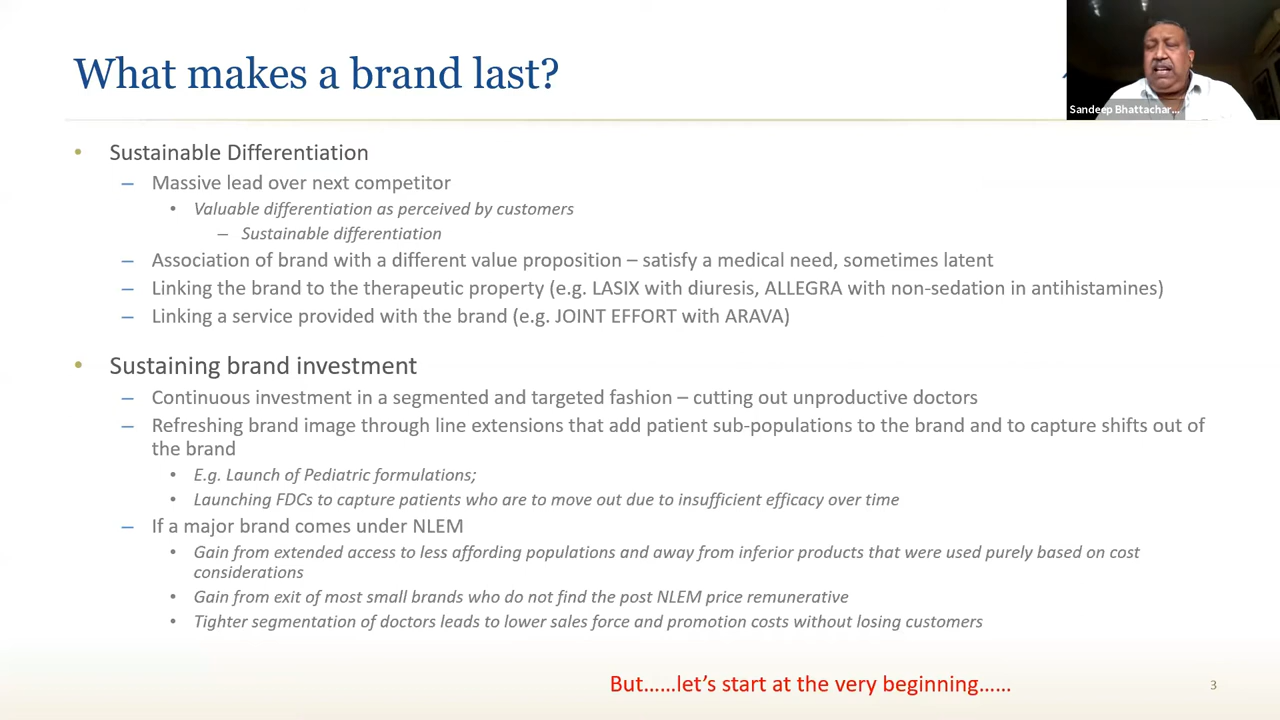 What makes a brand last?
Sandeep Bhattachar...
• Sustainable Differentiation
– Massive lead over next competitor
• Valuable differentiation as perceived by customers
– Sustainable differentiation
– Association of brand with a different value proposition – satisfy a medical need, sometimes latent
– Linking the brand to the therapeutic property (e.g. LASIX with diuresis, ALLEGRA with non-sedation in antihistamines)
– Linking a service provided with the brand (e.g. JOINT EFFORT with ARAVA)
• Sustaining brand investment
– Continuous investment in a segmented and targeted fashion – cutting out unproductive doctors
– Refreshing brand image through line extensions that add patient sub-populations to the brand and to capture shifts out of
the brand
• E.g. Launch of Pediatric formulations;
• Launching FDCs to capture patients who are to move out due to insufficient efficacy over time
– If a major brand comes under NLEM
• Gain from extended access to less affording populations and away from inferior products that were used purely based on cost
considerations
• Gain from exit of most small brands who do not find the post NLEM price remunerative
• Tighter segmentation of doctors leads to lower sales force and promotion costs without losing customers
But......let's start at the very beginning......
3